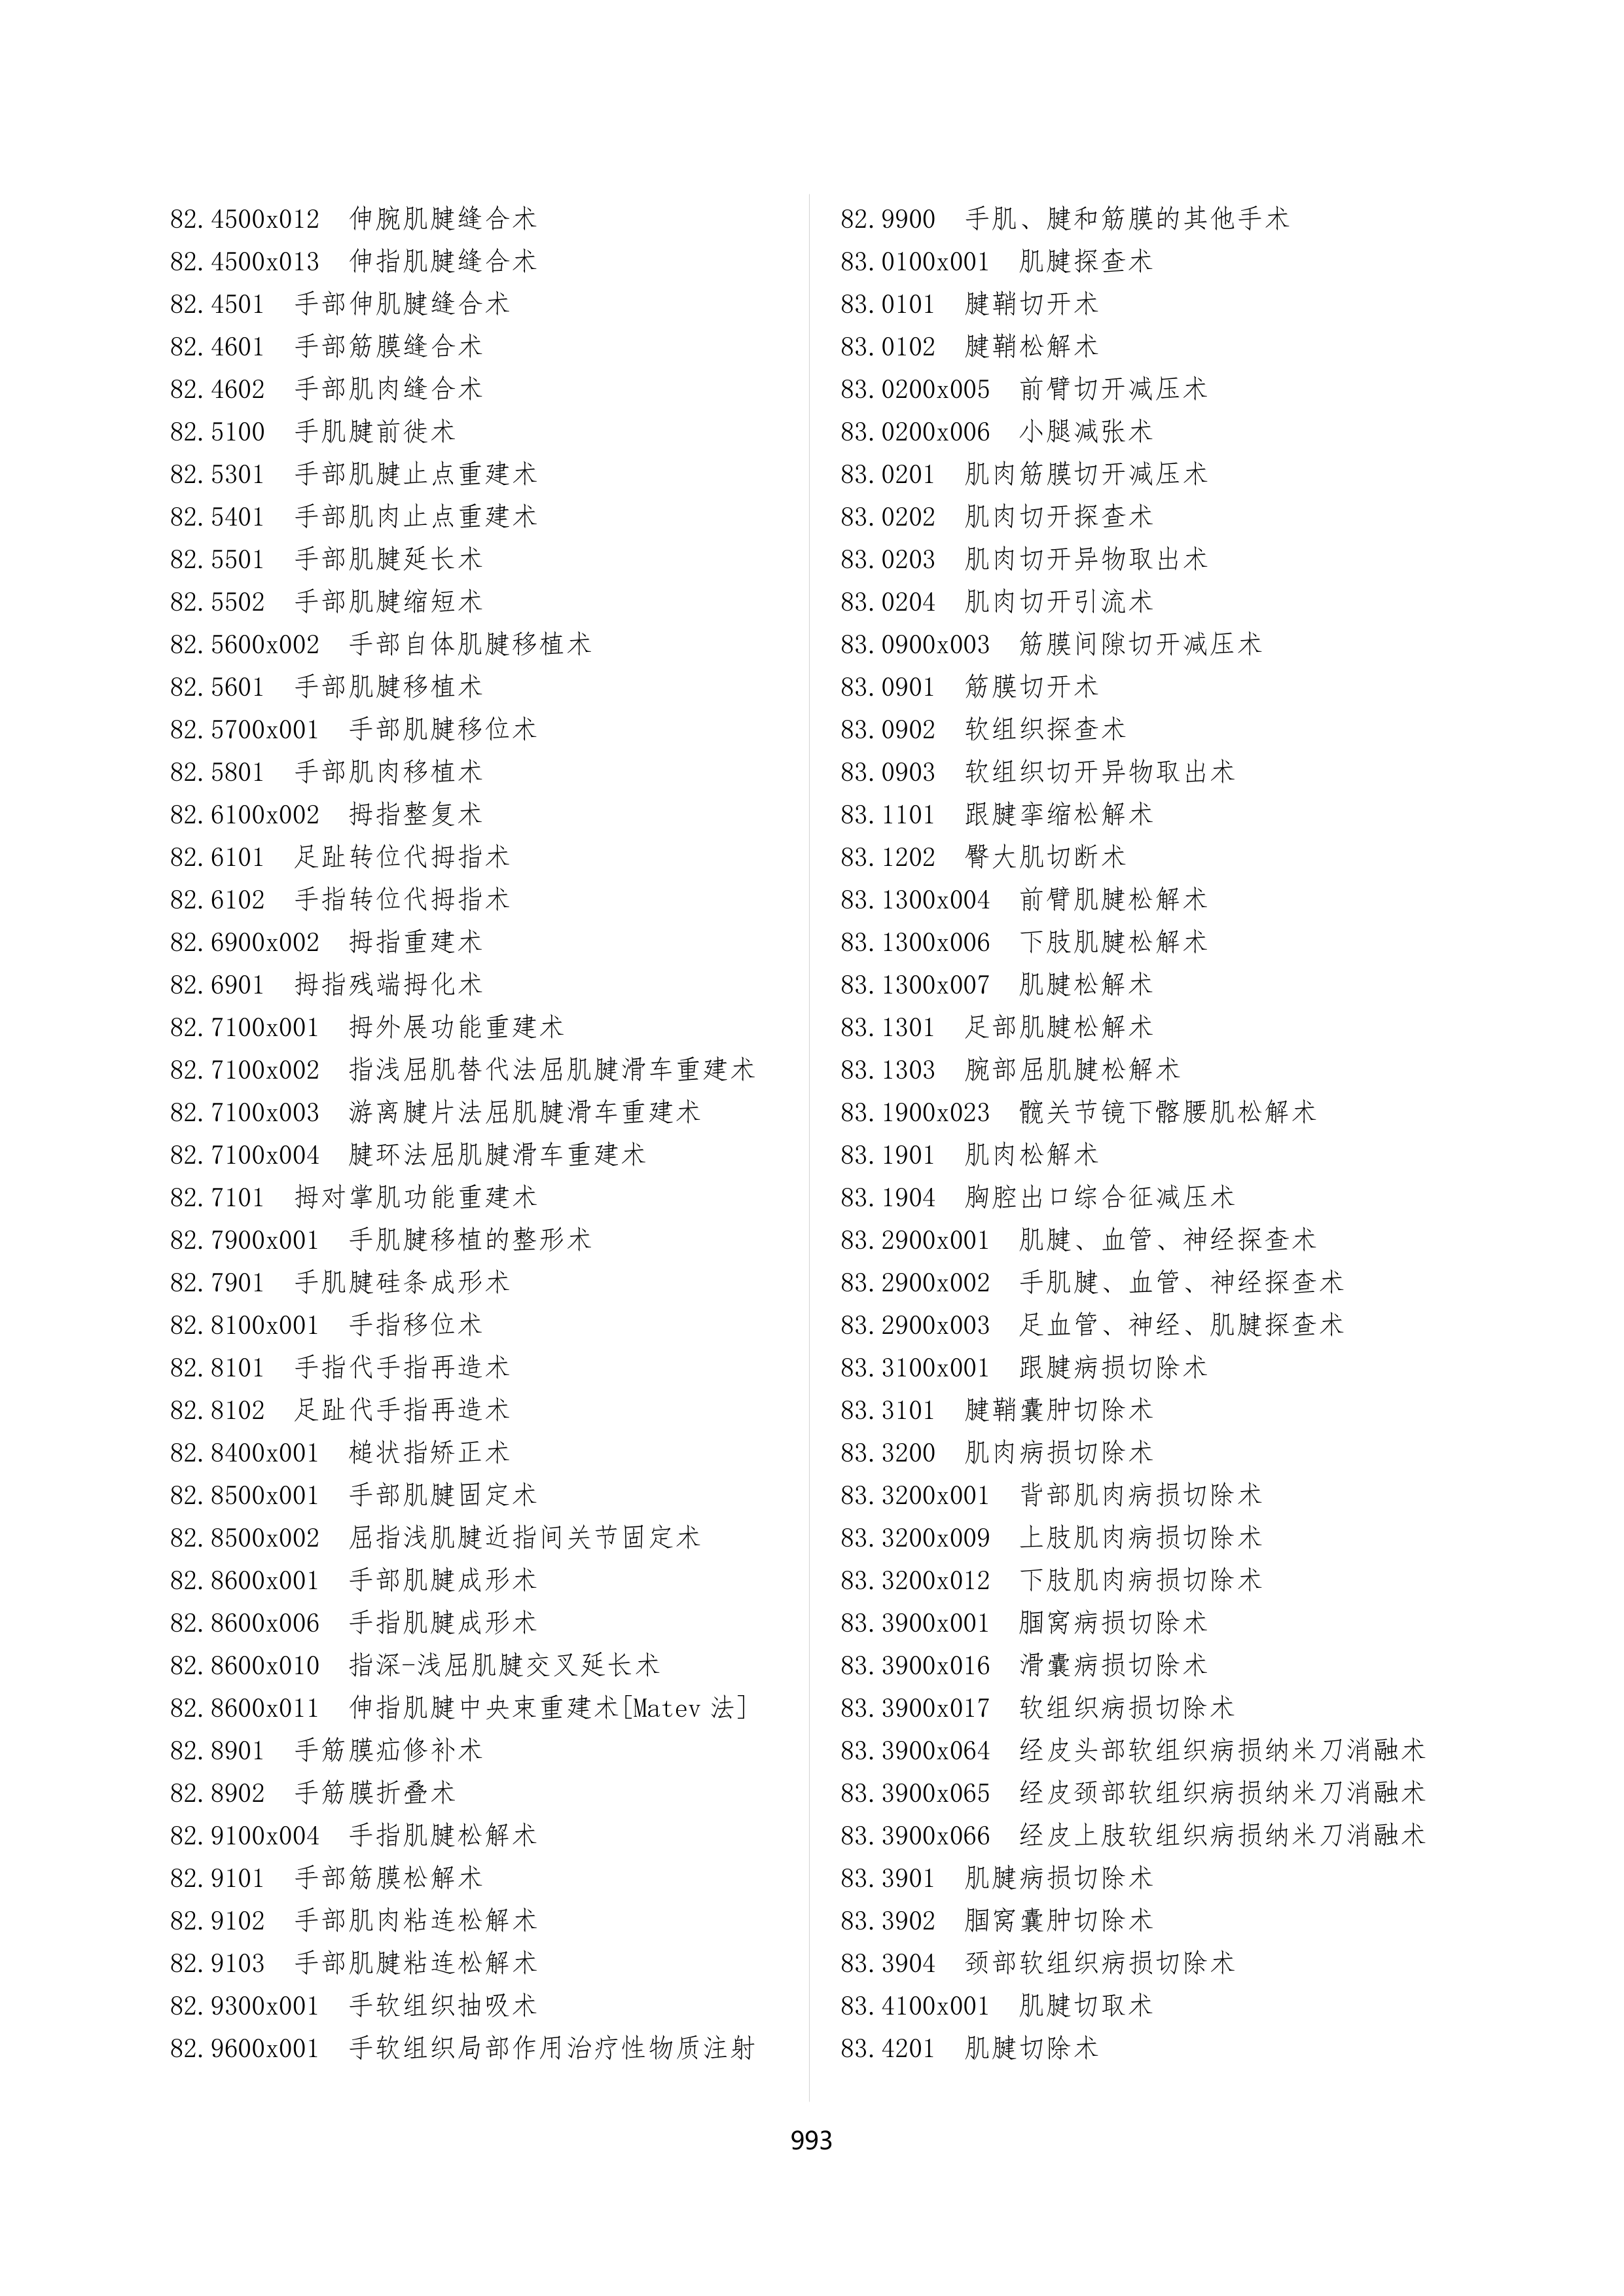 82.4500x012 伸腕肌腱缝合术
82.4500x013 伸指肌腱缝合术
82.4501 手部伸肌腱缝合术
82.4601 手部筋膜缝合术
82.4602 手部肌肉缝合术
82.5100 手肌腱前徙术
82.5301 手部肌腱止点重建术
82.5401 手部肌肉止点重建术
82.5501 手部肌腱延长术
82.5502 手部肌腱缩短术
82.5600x002 手部自体肌腱移植术
82.5601 手部肌腱移植术
82.5700x001 手部肌腱移位术
82.5801 手部肌肉移植术
82.6100x002 拇指整复术
82.6101 足趾转位代拇指术
82.6102 手指转位代拇指术
82.6900x002 拇指重建术
82.6901 拇指残端拇化术
82.7100x001 拇外展功能重建术
82.7100x002 指浅屈肌替代法屈肌腱滑车重建术
82.7100x003 游离腱片法屈肌腱滑车重建术
82.7100x004 腱环法屈肌腱滑车重建术
82.7101 拇对掌肌功能重建术
82.7900x001 手肌腱移植的整形术
82.7901 手肌腱硅条成形术
82.8100x001 手指移位术
82.8101 手指代手指再造术
82.8102 足趾代手指再造术
82.8400x001 槌状指矫正术
82.8500x001 手部肌腱固定术
82.8500x002 屈指浅肌腱近指间关节固定术
82.8600x001 手部肌腱成形术
82.8600x006 手指肌腱成形术
82.8600x010 指深-浅屈肌腱交叉延长术
82.8600x011 伸指肌腱中央束重建术[Matev 法]
82.8901 手筋膜疝修补术
82.8902 手筋膜折叠术
82.9100x004 手指肌腱松解术
82.9101 手部筋膜松解术
82.9102 手部肌肉粘连松解术
82.9103 手部肌腱粘连松解术
82.9300x001 手软组织抽吸术
82.9600x001 手软组织局部作用治疗性物质注射
82.9900 手肌、腱和筋膜的其他手术
83.0100x001 肌腱探查术
83.0101 腱鞘切开术
83.0102 腱鞘松解术
83.0200x005 前臂切开减压术
83.0200x006 小腿减张术
83.0201 肌肉筋膜切开减压术
83.0202 肌肉切开探查术
83.0203 肌肉切开异物取出术
83.0204 肌肉切开引流术
83.0900x003 筋膜间隙切开减压术
83.0901 筋膜切开术
83.0902 软组织探查术
83.0903 软组织切开异物取出术
83.1101 跟腱挛缩松解术
83.1202 臀大肌切断术
83.1300x004 前臂肌腱松解术
83.1300x006 下肢肌腱松解术
83.1300x007 肌腱松解术
83.1301 足部肌腱松解术
83.1303 腕部屈肌腱松解术
83.1900x023 髋关节镜下髂腰肌松解术
83.1901 肌肉松解术
83.1904 胸腔出口综合征减压术
83.2900x001 肌腱、血管、神经探查术
83.2900x002 手肌腱、血管、神经探查术
83.2900x003 足血管、神经、肌腱探查术
83.3100x001 跟腱病损切除术
83.3101 腱鞘囊肿切除术
83.3200 肌肉病损切除术
83.3200x001 背部肌肉病损切除术
83.3200x009 上肢肌肉病损切除术
83.3200x012 下肢肌肉病损切除术
83.3900x001 腘窝病损切除术
83.3900x016 滑囊病损切除术
83.3900x017 软组织病损切除术
83.3900x064 经皮头部软组织病损纳米刀消融术
83.3900x065 经皮颈部软组织病损纳米刀消融术
83.3900x066 经皮上肢软组织病损纳米刀消融术
83.3901 肌腱病损切除术
83.3902 腘窝囊肿切除术
83.3904 颈部软组织病损切除术
83.4100x001 肌腱切取术
83.4201 肌腱切除术
993